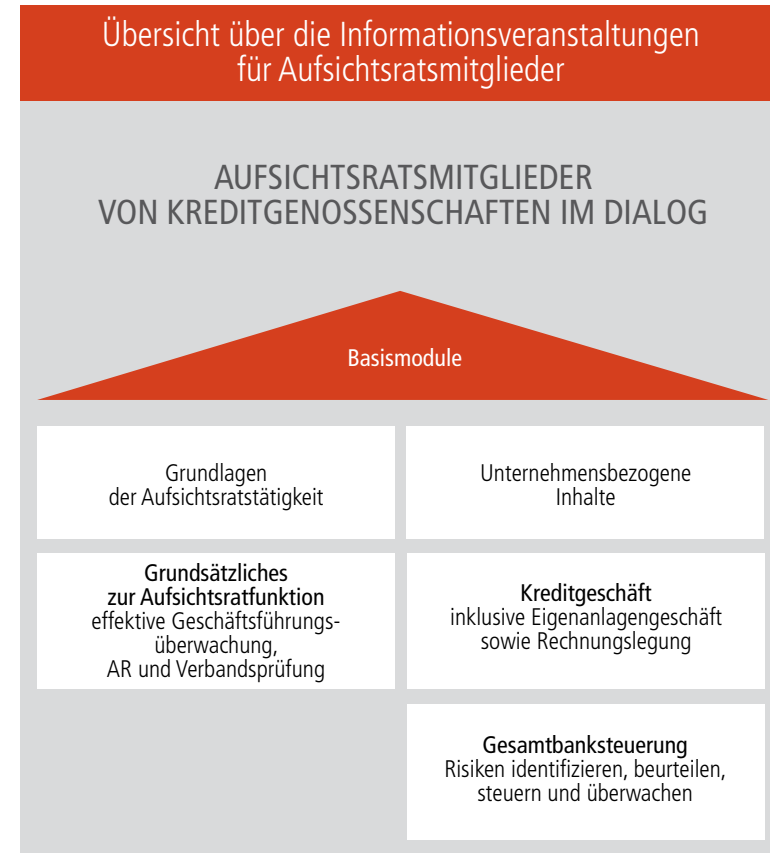 Übersicht über die Informationsveranstaltungen
für Aufsichtsratsmitglieder
AUFSICHTSRATSMITGLIEDER
VON KREDITGENOSSENSCHAFTEN IM DIALOG
Basismodule
Grundlagen
der Aufsichtsratstätigkeit
Unternehmensbezogene
Inhalte
Grundsätzliches
zur Aufsichtsratfunktion
effektive Geschäftsführungs-
überwachung,
AR und Verbandsprüfung
Kreditgeschäft
inklusive Eigenanlagengeschäft
sowie Rechnungslegung
Gesamtbanksteuerung
Risiken identifizieren, beurteilen,
steuern und überwachen